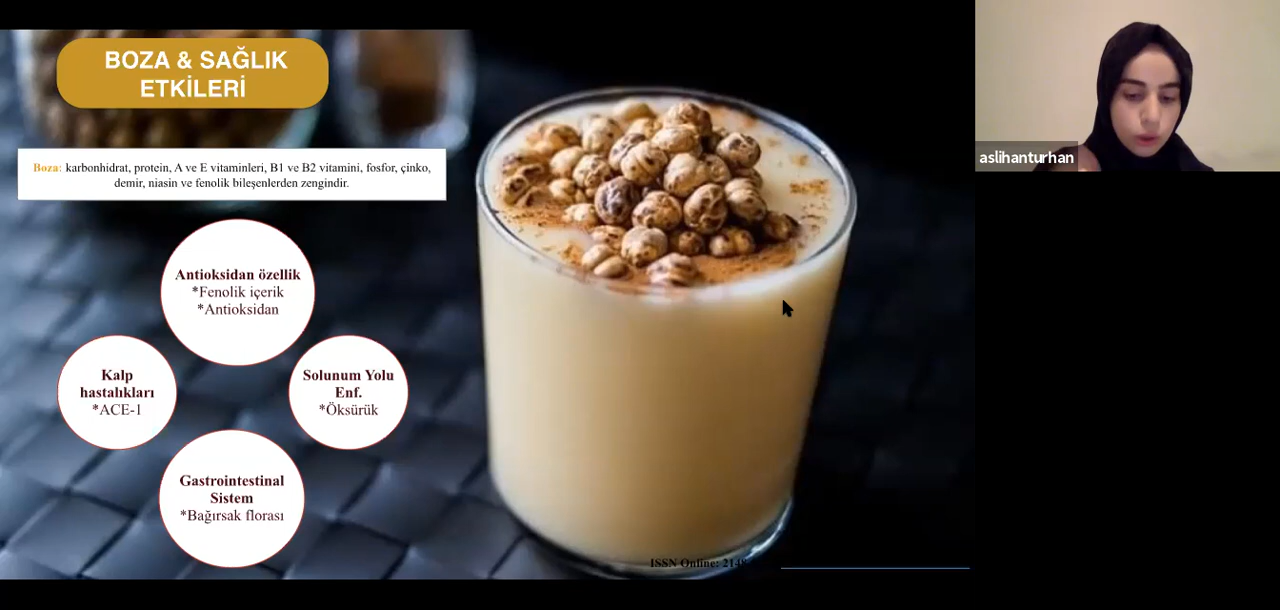 BOZA & SAĞLIK
ETKİLERİ
Boza: karbonhidrat, protein, A ve E vitaminleri, B1 ve B2 vitamini, fosfor, çinko,
demir, niasin ve fenolik bileşenlerden zengindir.
Antioksidan özellik
*Fenolik içerik
*Antioksidan
Kalp
hastalıkları
*ACE-1
Solunum Yolu
Enf.
*Öksürük
Gastrointestinal
Sistem
*Bağırsak florası
ISSN Online:
aslihanturhan